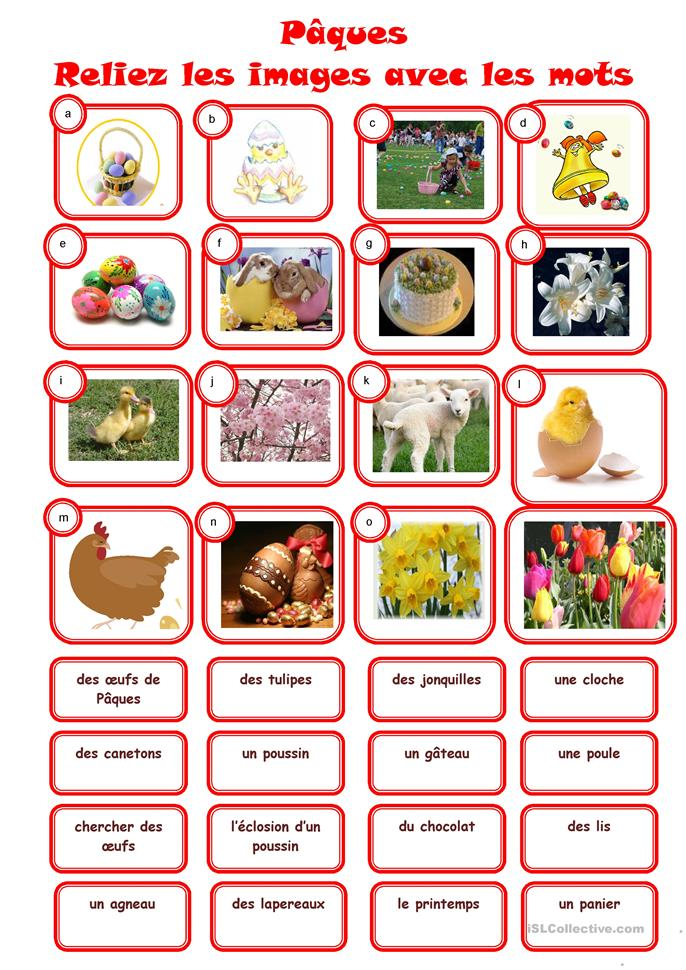 Pâques
Reliez les images avec les mots
a
b
c
d
e
f
g
h
i
j
k
l
m
n
o
des œufs de
Pâques
des tulipes
des jonquilles
une cloche
des canetons
un poussin
un gâteau
une poule
chercher des
œufs
l'éclosion d'un
poussin
du chocolat
des lis
un agneau
des lapereaux
le printemps
un panier
iSLCollective.com